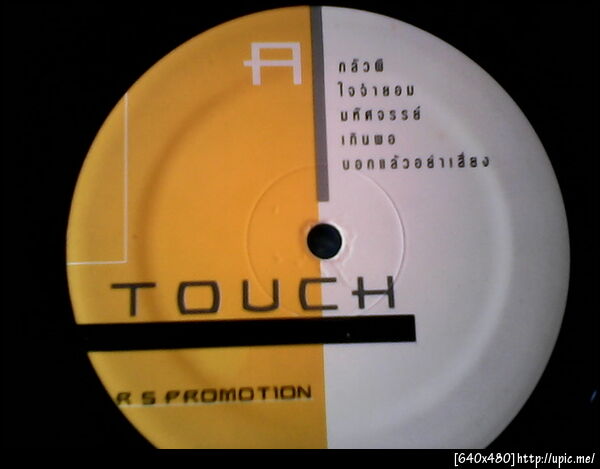 A
กลัวผี
ใจง่ายอม
มหัศจรรย์
เกินพอ
บอกแล้วอย่าเสี่ยง
TOUCH
R S PROMOTION
[640x480]http://upic.me/